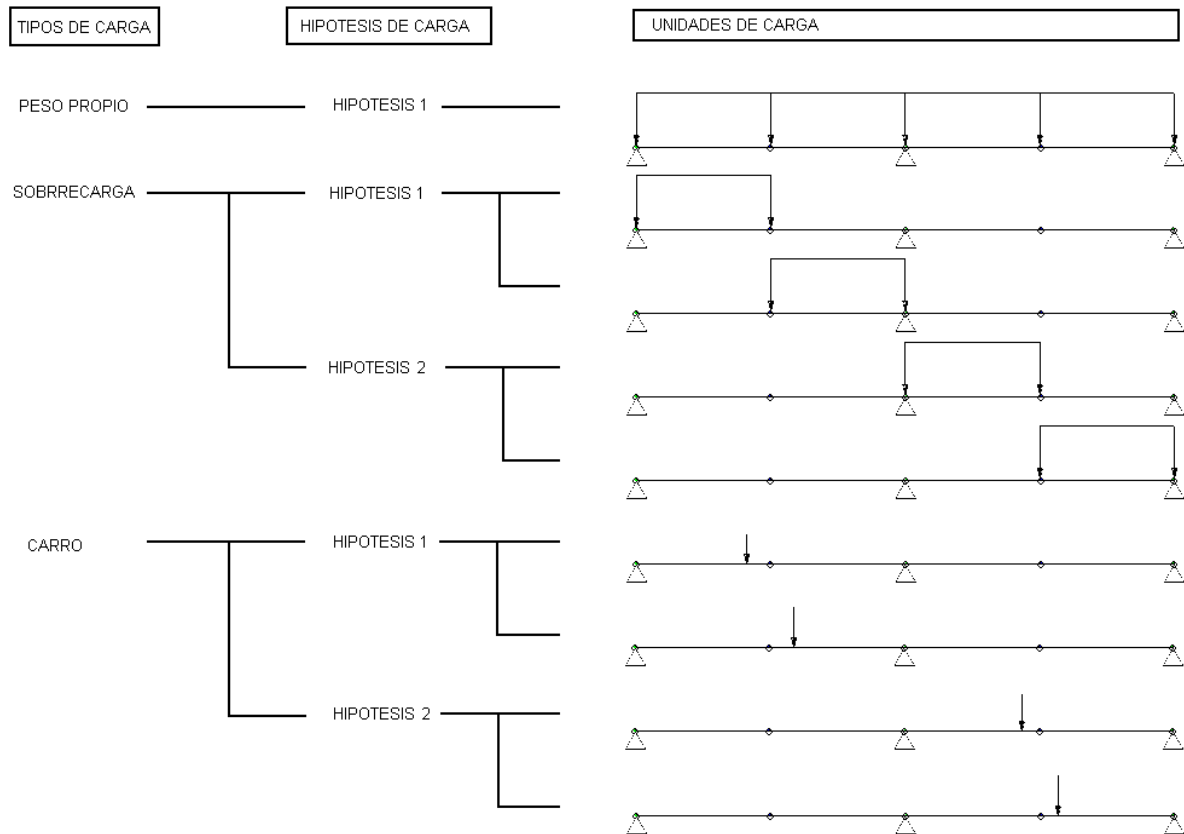 TIPOS DE CARGA
HIPOTESIS DE CARGA
UNIDADES DE CARGA
PESO PROPIO
HIPOTESIS 1
SOBRRECARGA
HIPOTESIS 1
HIPOTESIS 2
CARRO
HIPOTESIS 1
HIPOTESIS 2